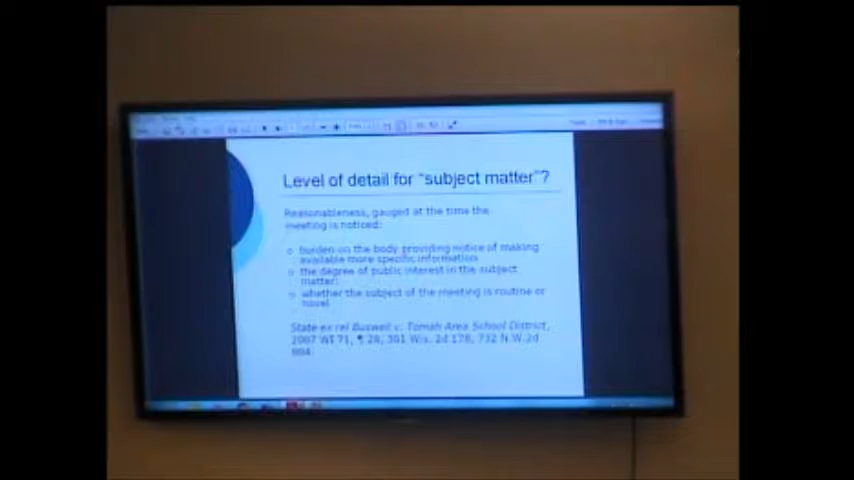 Level of detail for "subject matter"?
Reasonableness, gauged at the time the
meeting is noticed:
burden on the body providing notice of making
available more specific information
the degree of public interest in the subject
matter;
whether the subject of the meeting is routine or
novel
State ex rel Buswell v. Tomah Area School District,
2007 WI 71, ¶ 28, 301 Wis. 2d 178, 732 N.W.2d
804